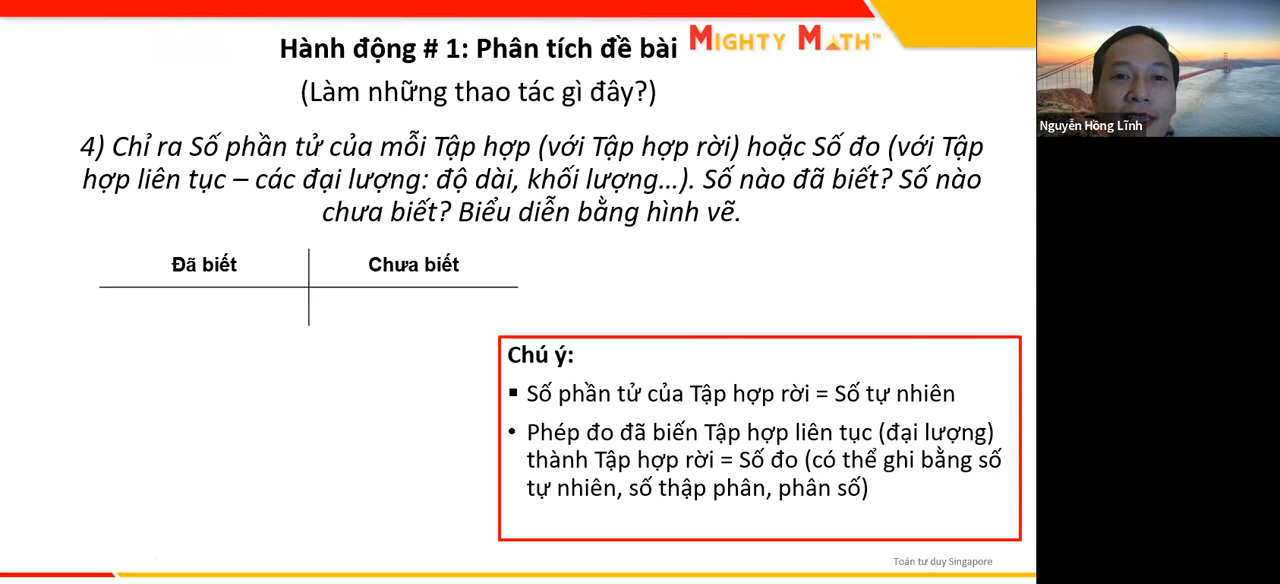 Hành động # 1: Phân tích đề bài
MIGHTY MATH™
(Làm những thao tác gì đây?)
4) Chỉ ra Số phần tử của mỗi Tập hợp (với Tập hợp rời) hoặc Số đo (với Tập
hợp liên tục – các đại lượng: độ dài, khối lượng…). Số nào đã biết? Số nào
chưa biết? Biểu diễn bằng hình vẽ.
Đã biết
Chưa biết
Chú ý:
▪ Số phần tử của Tập hợp rời = Số tự nhiên
• Phép đo đã biến Tập hợp liên tục (đại lượng)
thành Tập hợp rời = Số đo (có thể ghi bằng số
tự nhiên, số thập phân, phân số)
Toán tư duy Singapore
Nguyễn Hồng Lĩnh